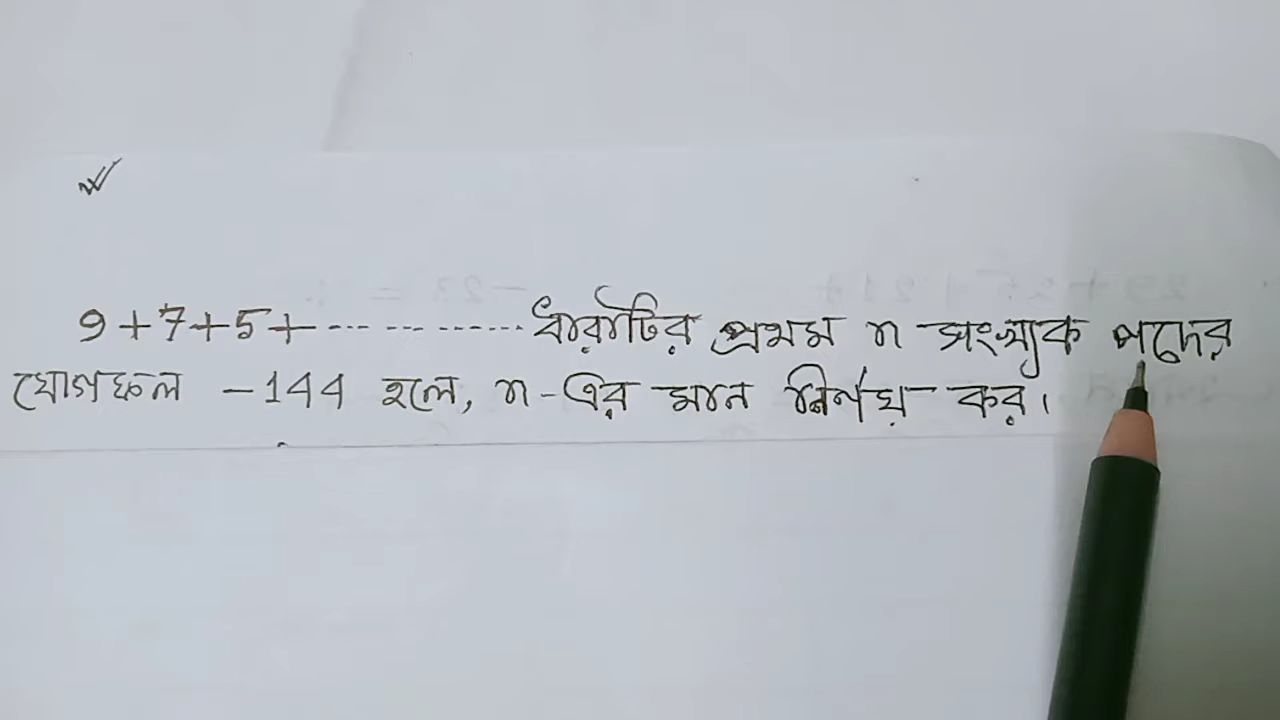 9+7+5+ ... ... ... ... ধারাটির প্রথম n সংখ্যক পদের
যোগফল -144 হলে, n-এর মান নির্ণয় কর।